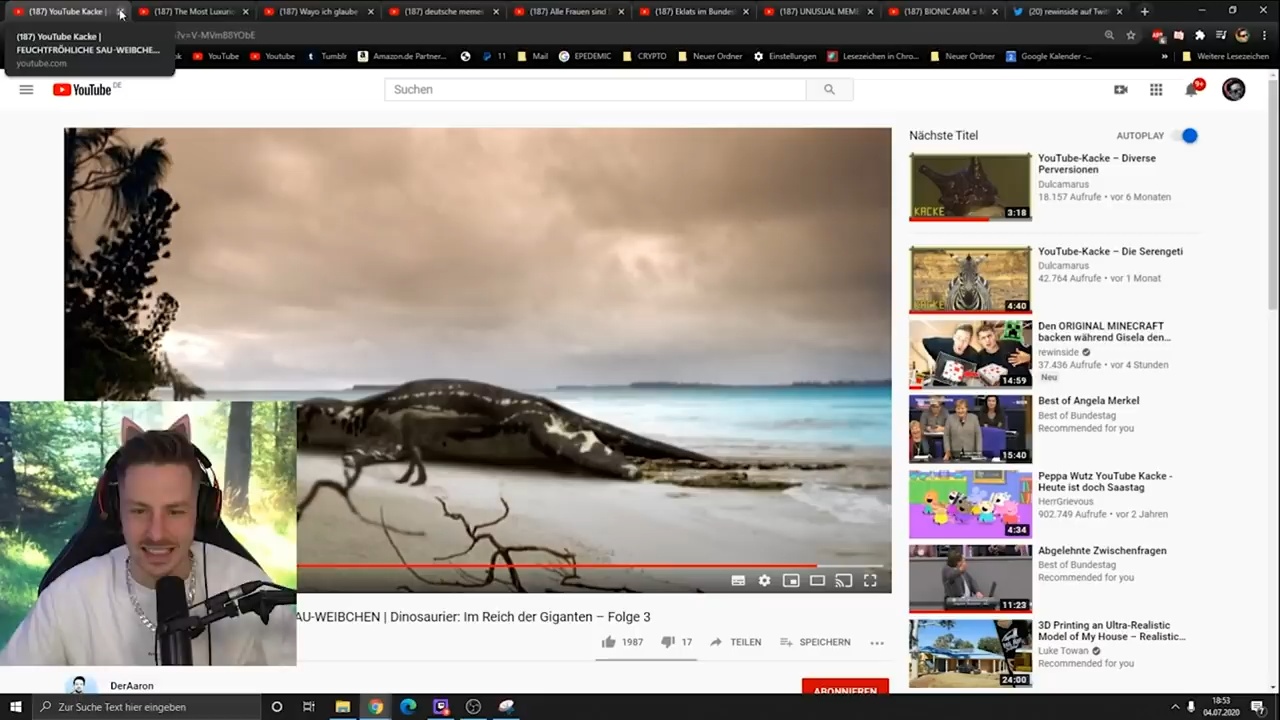 (187) YouTube Kacke |
(187) The Most Luxuri
(187) Wayo ich glaube
(187) deutsche meme
(187) Alle Frauen sind
(187) Eklats im Bundes
(187) UNUSUAL MEM
(187) BIONIC ARM = M
(20) rewinside auf Twit
(187) YouTube Kacke |
FEUCHTFRÖHLICHE SAU-WEIBCHE...
youtube.com
?v=V-MVm88YObE
YouTube
Youtube
Tumblr
Amazon.de Partner...
11
Mail
EPEDEMIC
CRYPTO
Neuer Ordner
Einstellungen
Lesezeichen in Chro...
Neuer Ordner
Google Kalender -...
»
Weitere Lesezeichen
YouTube DE
Suchen
9+
Nächste Titel
AUTOPLAY
KACKE
3:18
YouTube-Kacke – Diverse
Perversionen
Dulcamarus
18.157 Aufrufe • vor 6 Monaten
KACKE
4:40
YouTube-Kacke – Die Serengeti
Dulcamarus
42.764 Aufrufe • vor 1 Monat
14:59
Den ORIGINAL MINECRAFT
backen während Gisela den...
rewinside
37.436 Aufrufe • vor 4 Stunden
Neu
15:40
Best of Angela Merkel
Best of Bundestag
Recommended for you
4:34
Peppa Wutz YouTube Kacke -
Heute ist doch Saastag
HerrGrievous
902.749 Aufrufe • vor 2 Jahren
11:23
Abgelehnte Zwischenfragen
Best of Bundestag
Recommended for you
24:00
3D Printing an Ultra-Realistic
Model of My House – Realistic...
Luke Towan
Recommended for you
AU-WEIBCHEN | Dinosaurier: Im Reich der Giganten – Folge 3
1987
17
TEILEN
SPEICHERN
DerAaron
ABONNIEREN
Zur Suche Text hier eingeben
18:53
04.07.2020